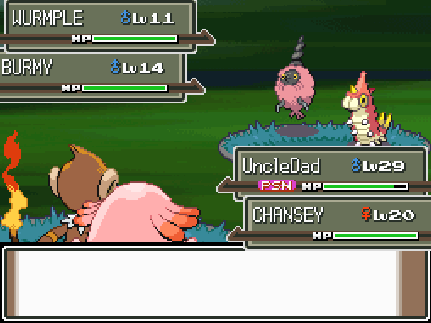 WURMPLE ♂Lv11
HP
BURMY ♂Lv14
HP
UncleDad ♂Lv29
PSN HP
CHANSEY ♀Lv20
HP